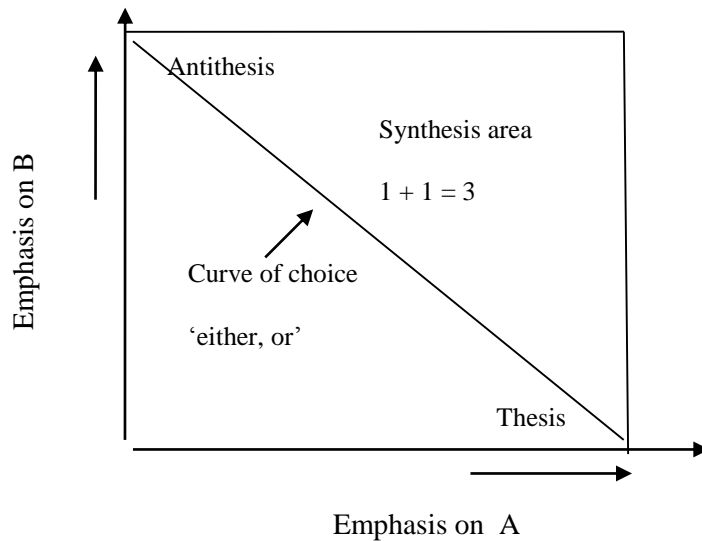 Antithesis
Synthesis area
1 + 1 = 3
Emphasis on B
Curve of choice
‘either, or’
Thesis
Emphasis on A